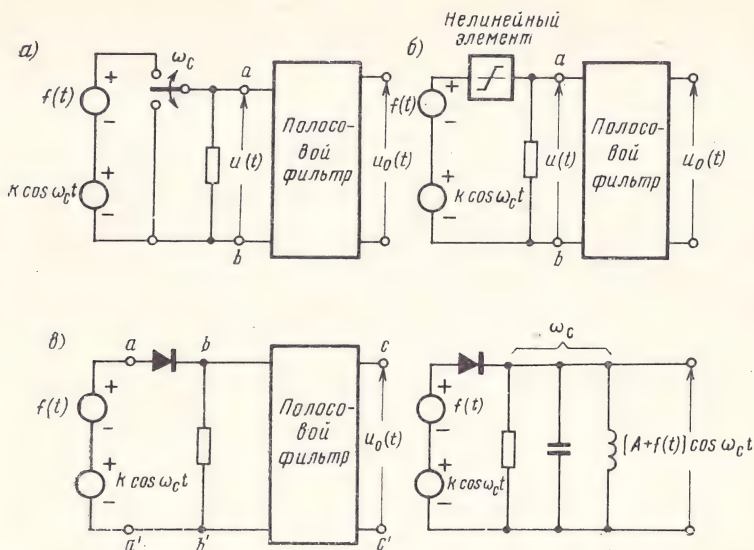 а)
ω_c
a
f(t)
+
−
u(t)
k cos ω_c t
+
−
b
Полосо-
вой
фильтр
u_0(t)
б)
Нелинейный
элемент
a
+
f(t)
−
u(t)
+
k cos ω_c t
−
b
Полосо-
вой
фильтр
u_0(t)
в)
a
b
c
+
f(t)
−
+
k cos ω_c t
−
a'
b'
c'
Полосо-
вой
фильтр
u_0(t)
ω_c
+
f(t)
−
+
k cos ω_c t
−
[A+f(t)] cos ω_c t